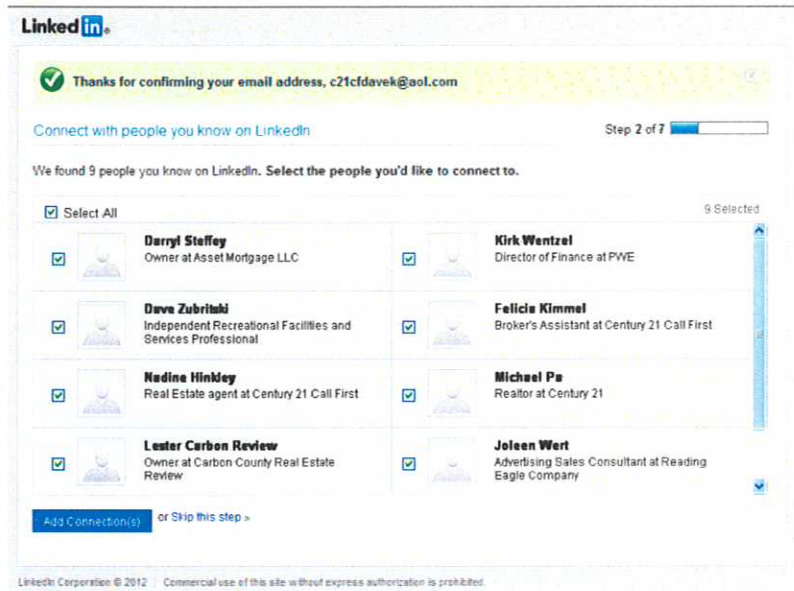 Linked in®
Thanks for confirming your email address, c21cfdavek@aol.com
Connect with people you know on LinkedIn
Step 2 of 7
We found 9 people you know on LinkedIn. Select the people you'd like to connect to.
Select All
9 Selected
Darryl Steffey
Owner at Asset Mortgage LLC
Kirk Wentzel
Director of Finance at PWE
Dave Zubritski
Independent Recreational Facilities and
Services Professional
Felicia Kimmel
Broker's Assistant at Century 21 Call First
Nadine Hinkley
Real Estate agent at Century 21 Call First
Michael Pa
Realtor at Century 21
Lester Carbon Review
Owner at Carbon County Real Estate
Review
Joleen Wert
Advertising Sales Consultant at Reading
Eagle Company
Add Connection(s) or Skip this step »
LinkedIn Corporation © 2012 Commercial use of this site without express authorization is prohibited.